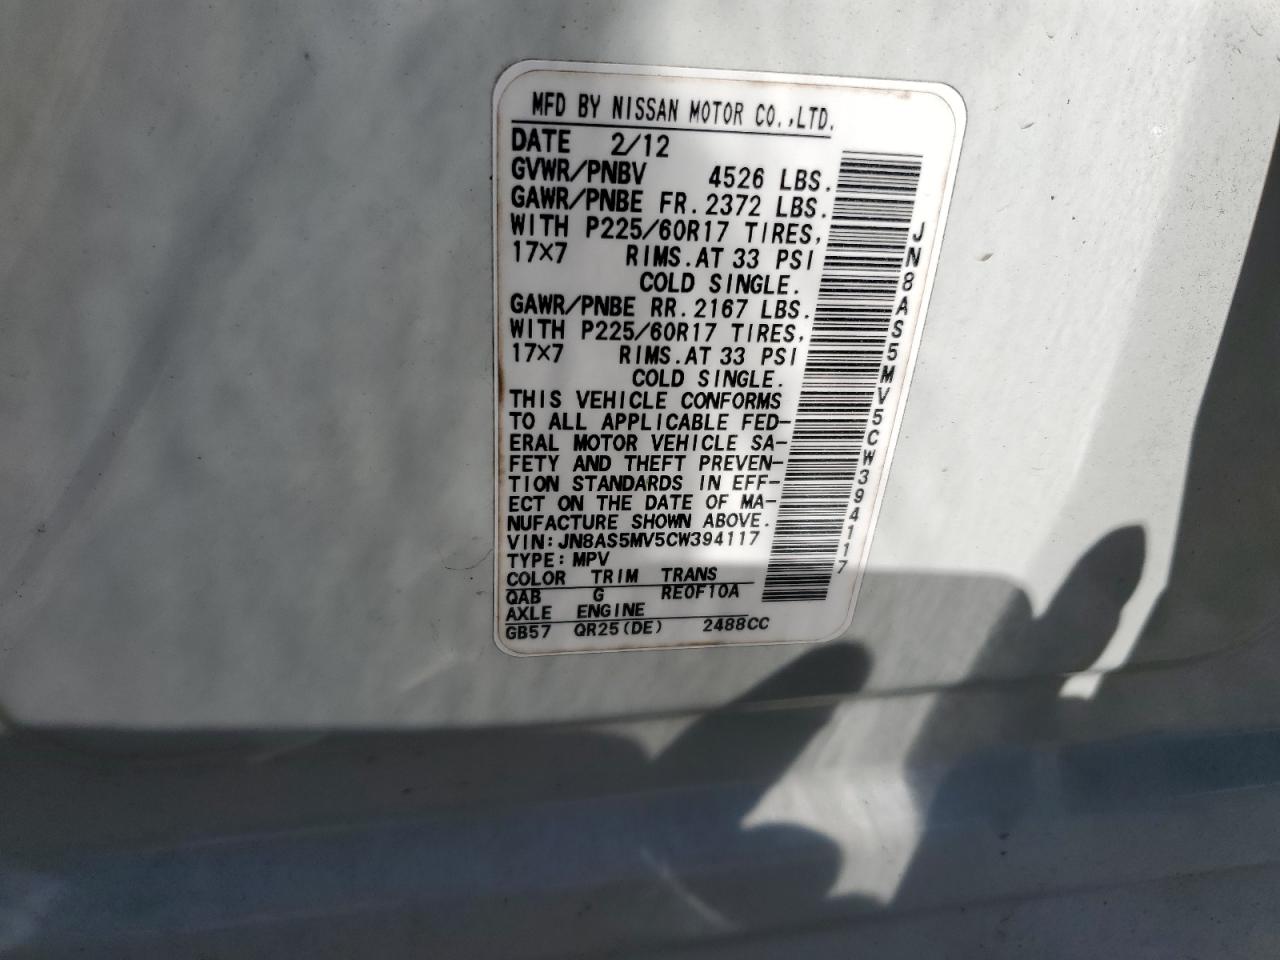 MFD BY NISSAN MOTOR CO.,LTD.
DATE 2/12
GVWR/PNBV 4526 LBS.
GAWR/PNBE FR. 2372 LBS.
WITH P225/60R17 TIRES,
17×7 RIMS. AT 33 PSI
COLD SINGLE.
GAWR/PNBE RR. 2167 LBS.
WITH P225/60R17 TIRES,
17×7 RIMS. AT 33 PSI
COLD SINGLE.
THIS VEHICLE CONFORMS
TO ALL APPLICABLE FED-
ERAL MOTOR VEHICLE SA-
FETY AND THEFT PREVEN-
TION STANDARDS IN EFF-
ECT ON THE DATE OF MA-
NUFACTURE SHOWN ABOVE.
VIN: JN8AS5MV5CW394117
TYPE: MPV
COLOR TRIM TRANS
QAB G RE0F10A
AXLE ENGINE
GB57 QR25(DE) 2488CC
JN8AS5MV5CW394117